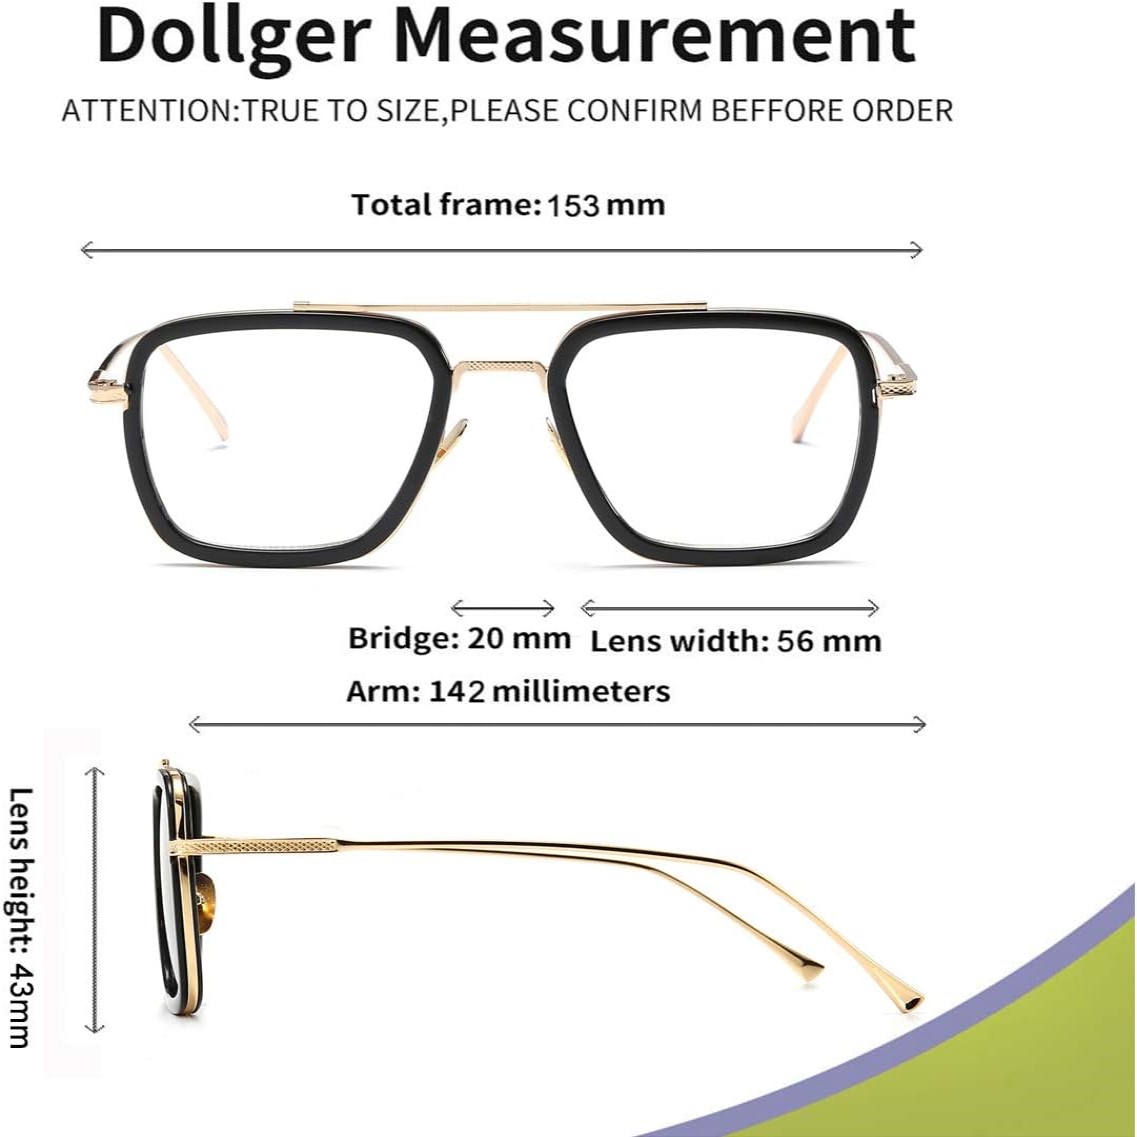 Dollger Measurement
ATTENTION:TRUE TO SIZE,PLEASE CONFIRM BEFFORE ORDER
Total frame: 153 mm
Bridge: 20 mm
Lens width: 56 mm
Arm: 142 millimeters
Lens height: 43mm